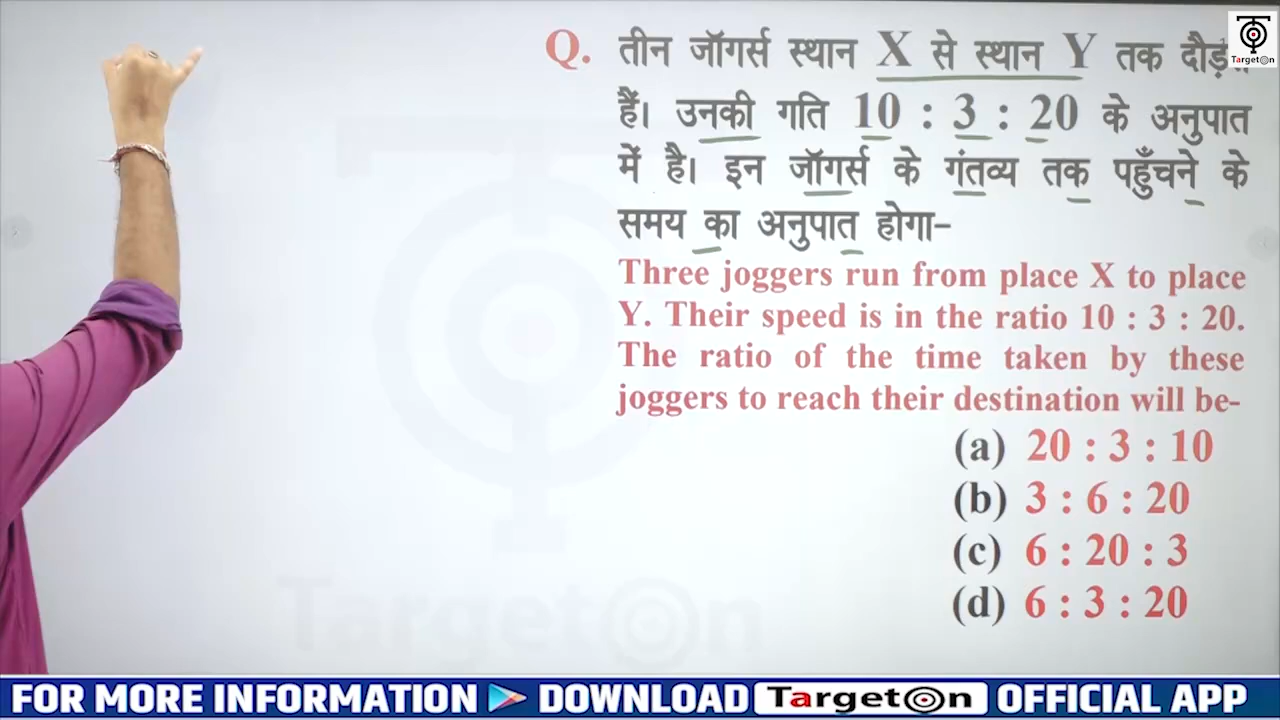 Q. तीन जॉगर्स स्थान X से स्थान Y तक
हैं। उनकी गति 10 : 3 : 20 के अनुपात
में है। इन जॉगर्स के गंतव्य तक पहुँचने के
समय का अनुपात होगा–
Three joggers run from place X to place
Y. Their speed is in the ratio 10 : 3 : 20.
The ratio of the time taken by these
joggers to reach their destination will be-
(a) 20 : 3 : 10
(b) 3 : 6 : 20
(c) 6 : 20 : 3
(d) 6 : 3 : 20
TargetOn
TargetOn
FOR MORE INFORMATION DOWNLOAD TargetOn OFFICIAL APP